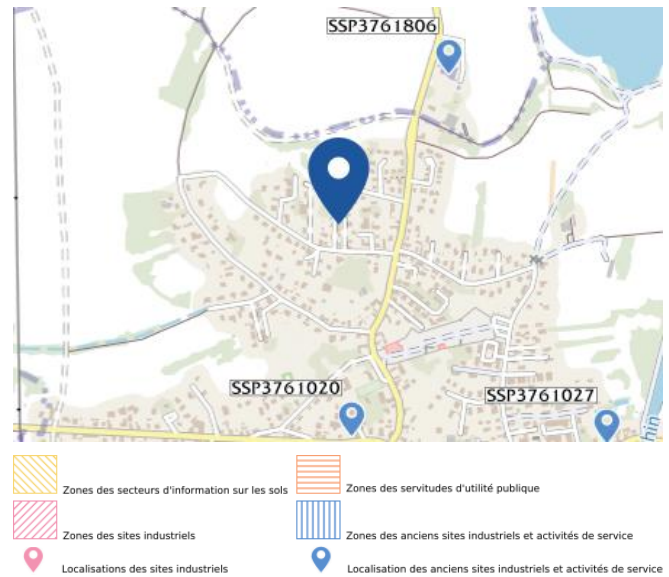 SSP3761806
SSP3761020
SSP3761027
hin
Zones des secteurs d'information sur les sols
Zones des servitudes d'utilité publique
Zones des sites industriels
Zones des anciens sites industriels et activités de service
Localisations des sites industriels
Localisation des anciens sites industriels et activités de service